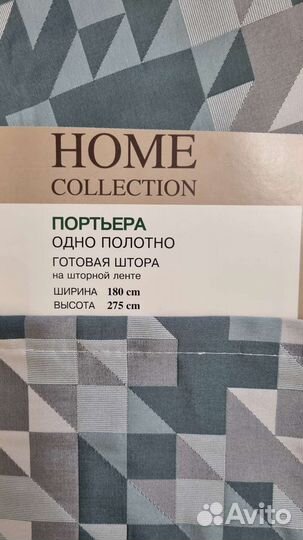 HOME
COLLECTION
ПОРТЬЕРА
ОДНО ПОЛОТНО
ГОТОВАЯ ШТОРА
на шторной ленте
ШИРИНА 180 cm
ВЫСОТА 275 cm
Avito